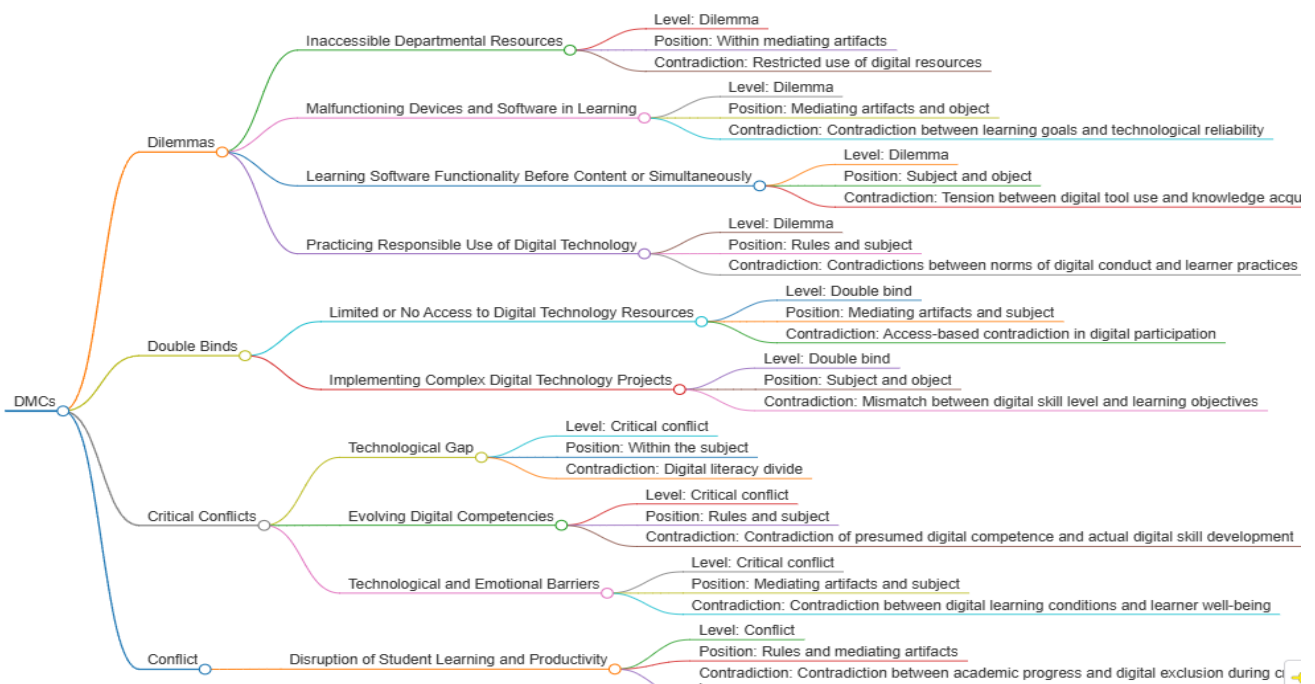 Level: Dilemma
Inaccessible Departmental Resources
Position: Within mediating artifacts
Contradiction: Restricted use of digital resources
Level: Dilemma
Malfunctioning Devices and Software in Learning
Position: Mediating artifacts and object
Contradiction: Contradiction between learning goals and technological reliability
Dilemmas
Level: Dilemma
Learning Software Functionality Before Content or Simultaneously
Position: Subject and object
Contradiction: Tension between digital tool use and knowledge
Level: Dilemma
Practicing Responsible Use of Digital Technology
Position: Rules and subject
Contradiction: Contradictions between norms of digital conduct and learner practices
Level: Double bind
Limited or No Access to Digital Technology Resources
Position: Mediating artifacts and subject
Contradiction: Access-based contradiction in digital participation
Double Binds
Level: Double bind
Implementing Complex Digital Technology Projects
Position: Subject and object
Contradiction: Mismatch between digital skill level and learning objectives
DMCs
Level: Critical conflict
Technological Gap
Position: Within the subject
Contradiction: Digital literacy divide
Level: Critical conflict
Critical Conflicts
Evolving Digital Competencies
Position: Rules and subject
Contradiction: Contradiction of presumed digital competence and actual digital skill development
Level: Critical conflict
Technological and Emotional Barriers
Position: Mediating artifacts and subject
Contradiction: Contradiction between digital learning conditions and learner well-being
Level: Conflict
Conflict
Disruption of Student Learning and Productivity
Position: Rules and mediating artifacts
Contradiction: Contradiction between academic progress and digital exclusion during